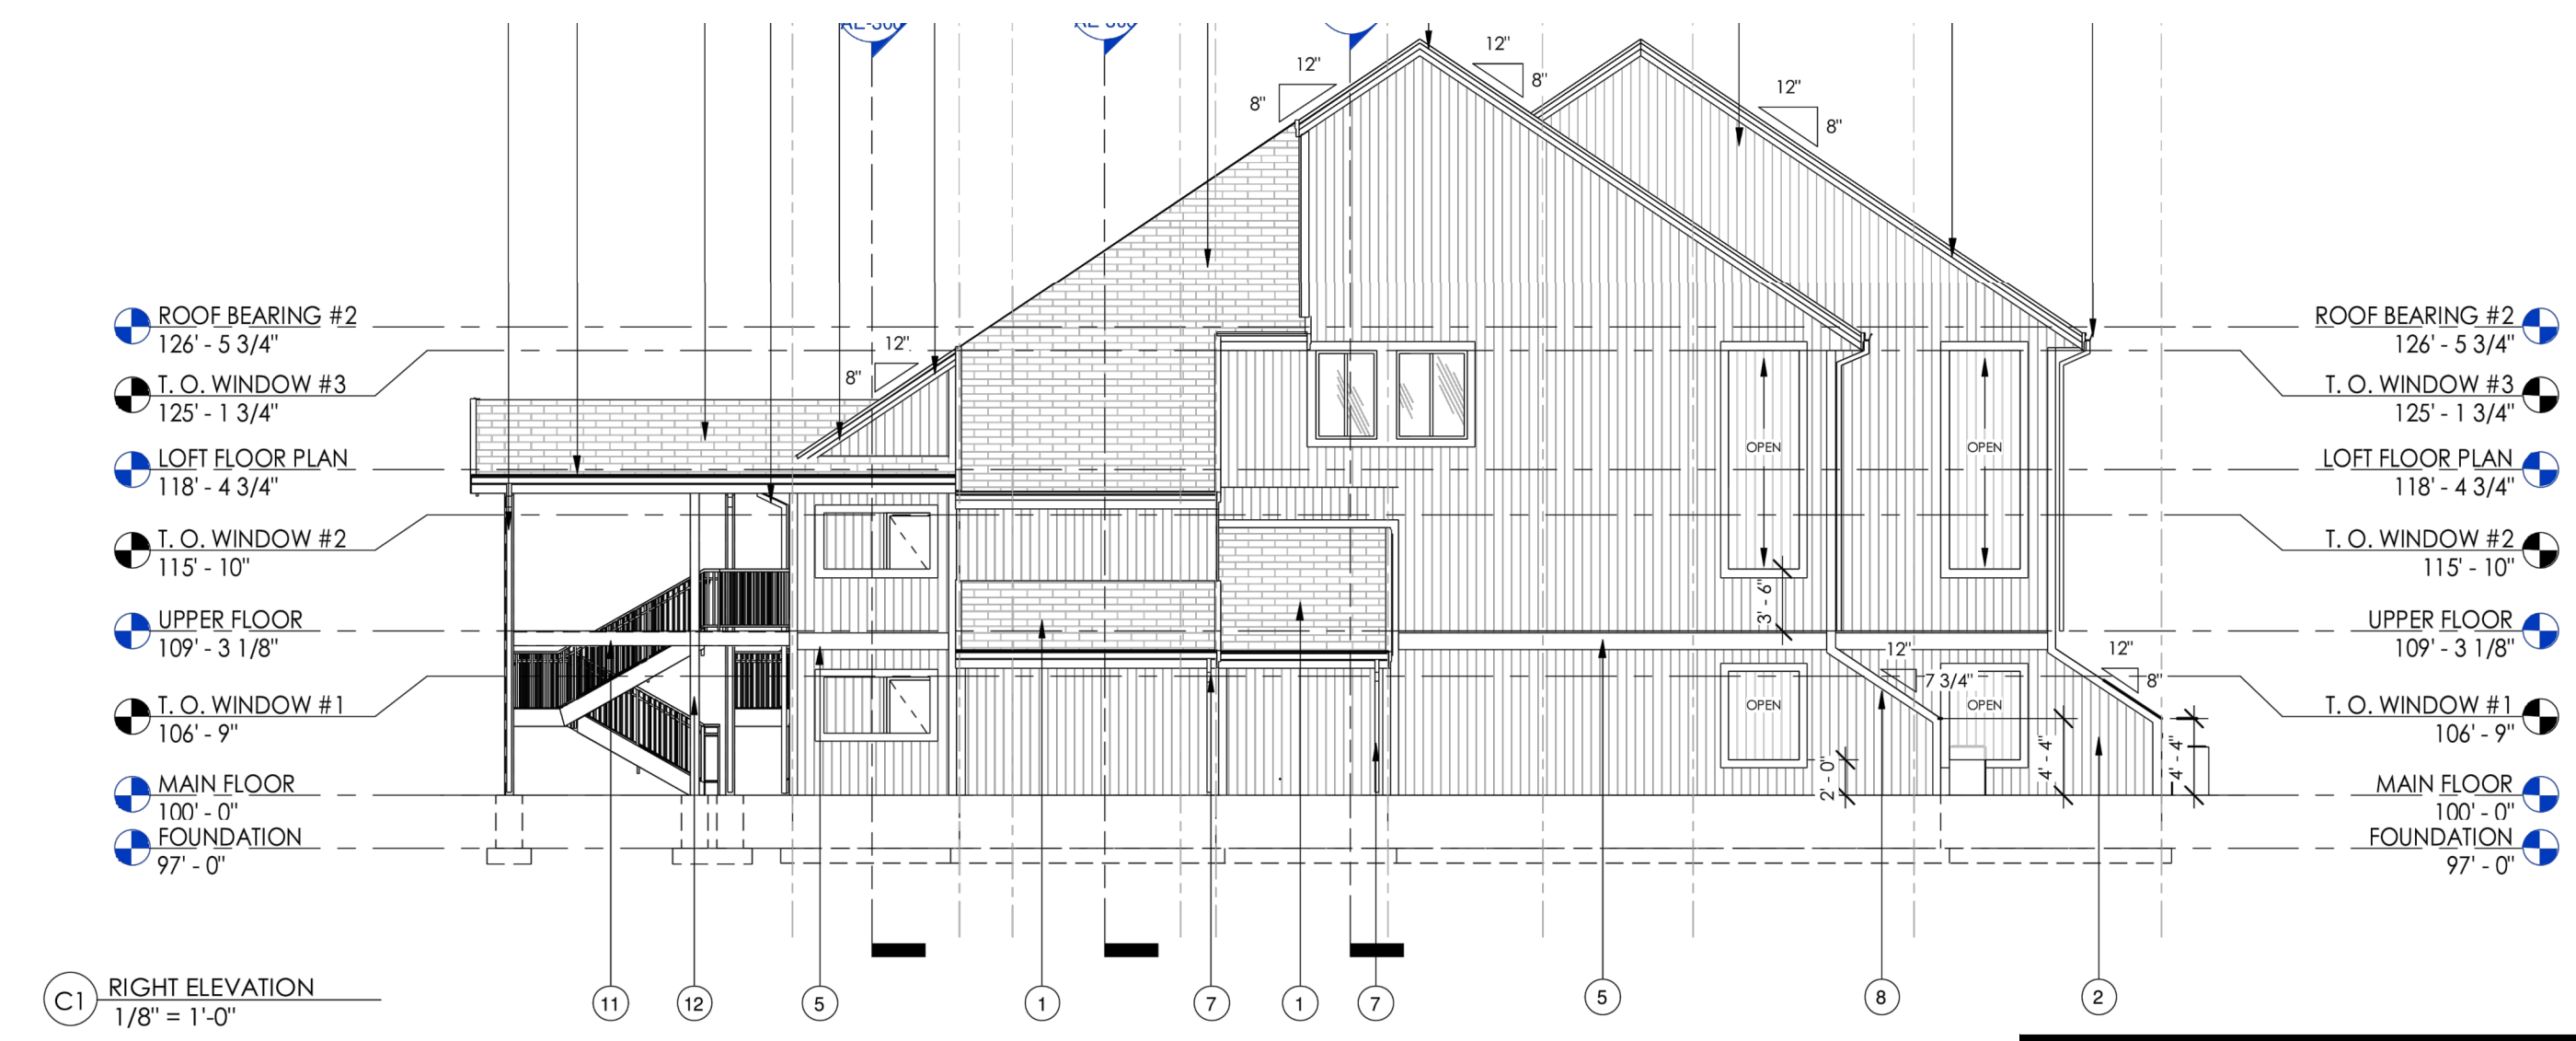 AE-300
AE-300
12"
8"
12"
8"
12"
8"
12"
8"
ROOF BEARING #2
126' - 5 3/4"
T. O. WINDOW #3
125' - 1 3/4"
LOFT FLOOR PLAN
118' - 4 3/4"
T. O. WINDOW #2
115' - 10"
UPPER FLOOR
109' - 3 1/8"
T. O. WINDOW #1
106' - 9"
MAIN FLOOR
100' - 0"
FOUNDATION
97' - 0"
OPEN
OPEN
3' - 6"
12"
7 3/4"
12"
8"
OPEN
OPEN
2' - 0"
4' - 4"
4' - 4"
ROOF BEARING #2
126' - 5 3/4"
T. O. WINDOW #3
125' - 1 3/4"
LOFT FLOOR PLAN
118' - 4 3/4"
T. O. WINDOW #2
115' - 10"
UPPER FLOOR
109' - 3 1/8"
T. O. WINDOW #1
106' - 9"
MAIN FLOOR
100' - 0"
FOUNDATION
97' - 0"
11
12
5
1
7
1
7
5
8
2
C1
RIGHT ELEVATION
1/8" = 1'-0"